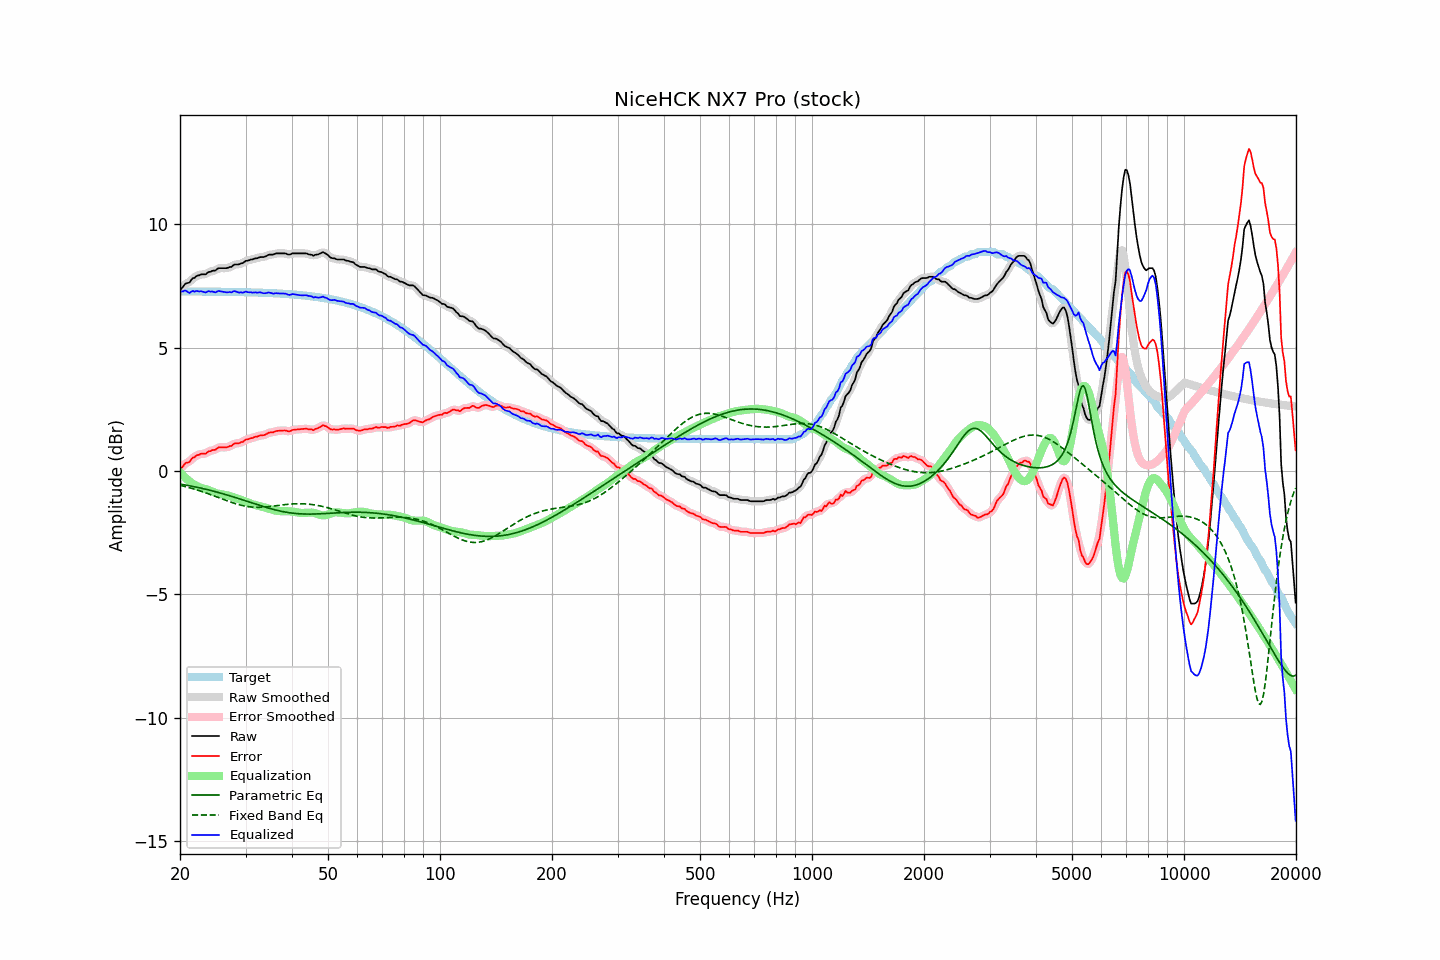 NiceHCK NX7 Pro (stock)
Amplitude (dBr)
10
5
0
−5
−10
−15
Target
Raw Smoothed
Error Smoothed
Raw
Error
Equalization
Parametric Eq
Fixed Band Eq
Equalized
20 50 100 200 500 1000 2000 5000 10000 20000
Frequency (Hz)